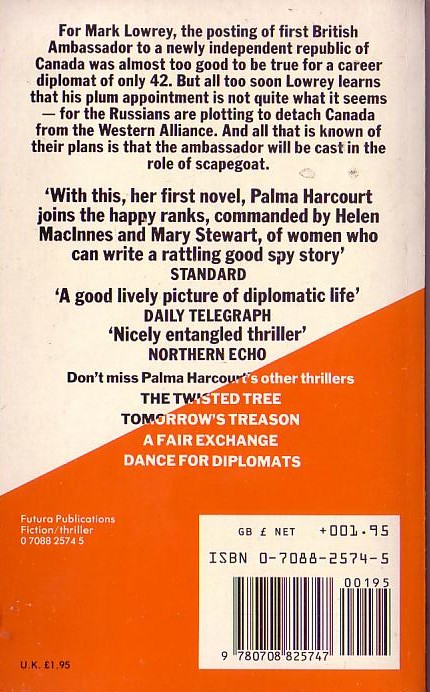 For Mark Lowrey, the posting of first British
Ambassador to a newly independent republic of
Canada was almost too good to be true for a career
diplomat of only 42. But all too soon Lowrey learns
that his plum appointment is not quite what it seems
— for the Russians are plotting to detach Canada
from the Western Alliance. And all that is known of
their plans is that the ambassador will be cast in the
role of scapegoat.
‘With this, her first novel, Palma Harcourt
joins the happy ranks, commanded by Helen
MacInnes and Mary Stewart, of women who
can write a rattling good spy story’
STANDARD
‘A good lively picture of diplomatic life’
DAILY TELEGRAPH
‘Nicely entangled thriller’
NORTHERN ECHO
Don't miss Palma Harcourt's other thrillers
THE TWISTED TREE
TOMORROW'S TREASON
A FAIR EXCHANGE
DANCE FOR DIPLOMATS
Futura Publications
Fiction/thriller
0 7088 2574 5
GB £ NET +001.95
ISBN 0-7088-2574-5
00195
9 780708 825747
U.K. £1.95